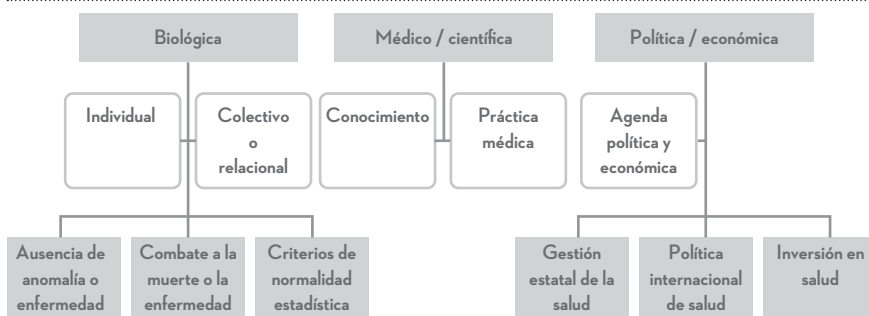 Biológica
Médico / científica
Política / económica
Individual
Colectivo
o
relacional
Conocimiento
Práctica
médica
Agenda
política y
económica
Ausencia de
anomalía o
enfermedad
Combate a la
muerte o la
enfermedad
Criterios de
normalidad
estadística
Gestión
estatal de la
salud
Política
internacional
de salud
Inversión en
salud